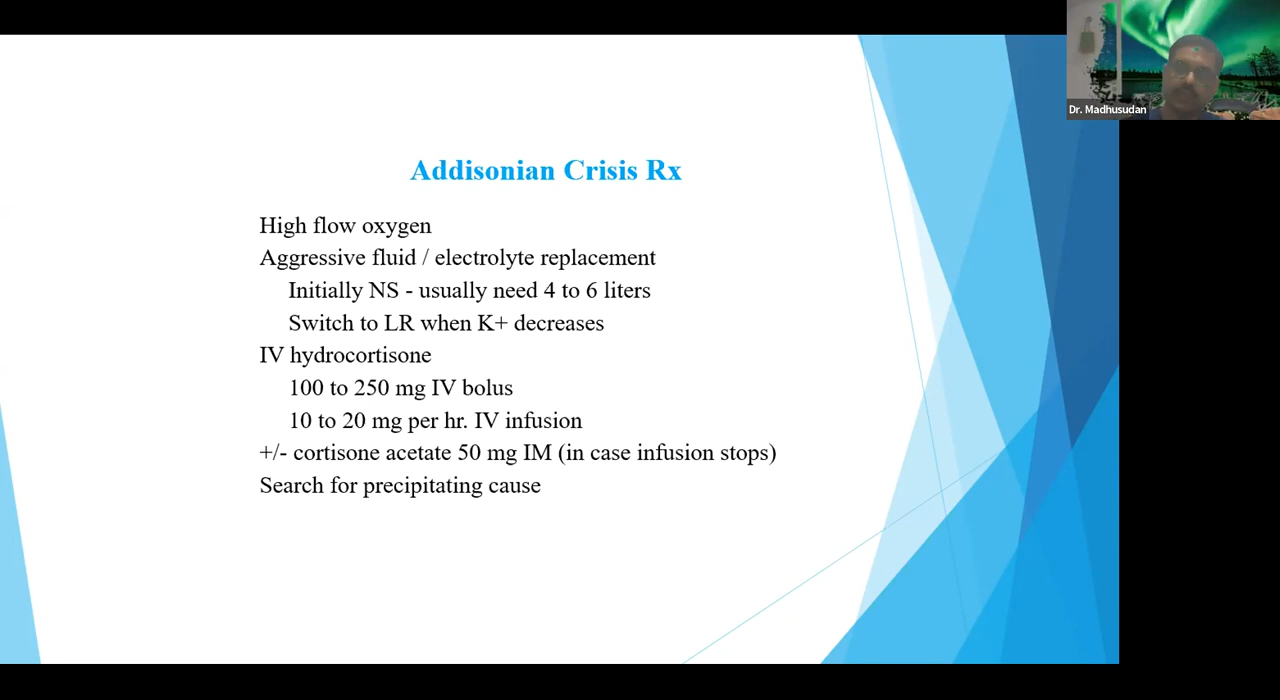 Dr. Madhusudan
Addisonian Crisis Rx
High flow oxygen
Aggressive fluid / electrolyte replacement
Initially NS - usually need 4 to 6 liters
Switch to LR when K+ decreases
IV hydrocortisone
100 to 250 mg IV bolus
10 to 20 mg per hr. IV infusion
+/- cortisone acetate 50 mg IM (in case infusion stops)
Search for precipitating cause